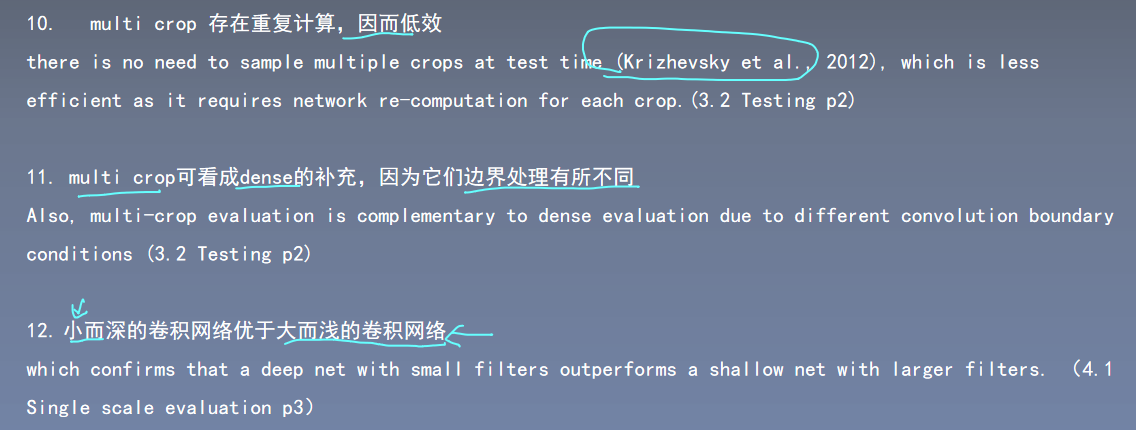 10.  multi crop 存在重复计算，因而低效
there is no need to sample multiple crops at test time (Krizhevsky et al., 2012), which is less
efficient as it requires network re-computation for each crop.(3.2 Testing p2)
11. multi crop可看成dense的补充，因为它们边界处理有所不同
Also, multi-crop evaluation is complementary to dense evaluation due to different convolution boundary
conditions (3.2 Testing p2)
12. 小而深的卷积网络优于大而浅的卷积网络
which confirms that a deep net with small filters outperforms a shallow net with larger filters. （4.1
Single scale evaluation p3）